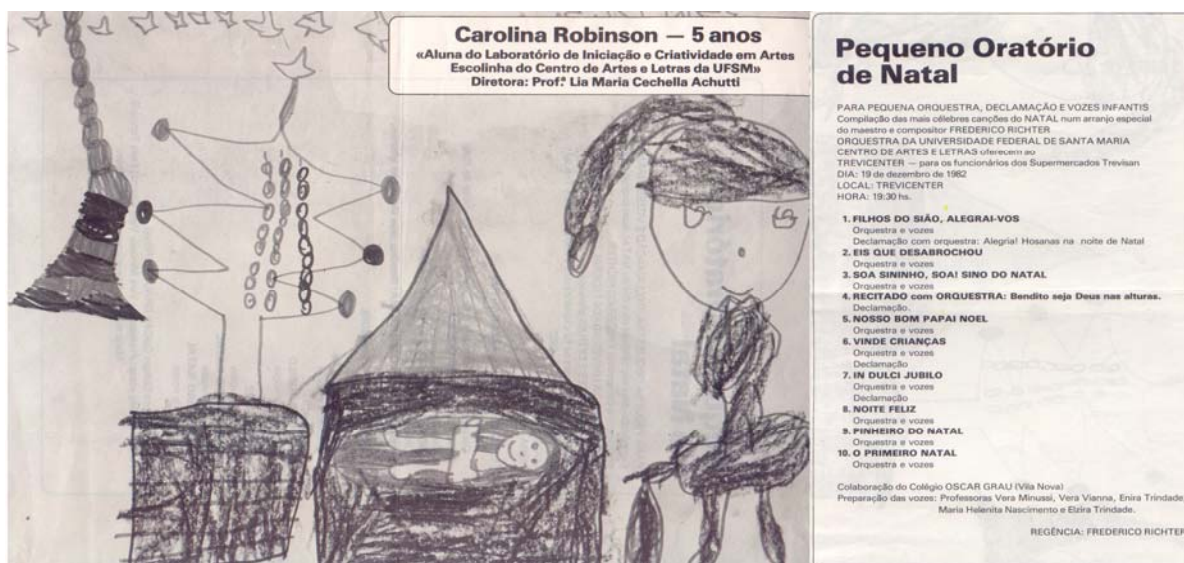 Carolina Robinson — 5 anos
«Aluna do Laboratório de Iniciação e Criatividade em Artes
Escolinha do Centro de Artes e Letras da UFSM»
Diretora: Prof.ª Lia Maria Cechella Achutti
Pequeno Oratório
de Natal
PARA PEQUENA ORQUESTRA, DECLAMAÇÃO E VOZES INFANTIS
Compilação das mais célebres canções do NATAL num arranjo especial
do maestro e compositor FREDERICO RICHTER
ORQUESTRA DA UNIVERSIDADE FEDERAL DE SANTA MARIA
CENTRO DE ARTES E LETRAS oferecem ao
TREVICENTER — para os funcionários dos Supermercados Trevisan
DIA: 19 de dezembro de 1982
LOCAL: TREVICENTER
HORA: 19:30 hs.
1. FILHOS DO SIÃO, ALEGRAI-VOS
Orquestra e vozes
Declamação com orquestra: Alegria! Hosanas na noite de Natal
2. EIS QUE DESABROCHOU
Orquestra e vozes
3. SOA SININHO, SOA! SINO DO NATAL
Orquestra e vozes
4. RECITADO com ORQUESTRA: Bendito seja Deus nas alturas.
Declamação.
5. NOSSO BOM PAPAI NOEL
Orquestra e vozes
6. VINDE CRIANÇAS
Orquestra e vozes
Declamação
7. IN DULCI JUBILO
Orquestra e vozes
Declamação
8. NOITE FELIZ
Orquestra e vozes
9. PINHEIRO DO NATAL
Orquestra e vozes
10. O PRIMEIRO NATAL
Orquestra e vozes
Colaboração do Colégio OSCAR GRAU (Vila Nova)
Preparação das vozes: Professoras Vera Minussi, Vera Vianna, Enira Trindade,
Maria Helenita Nascimento e Elzira Trindade.
REGÊNCIA: FREDERICO RICHTER